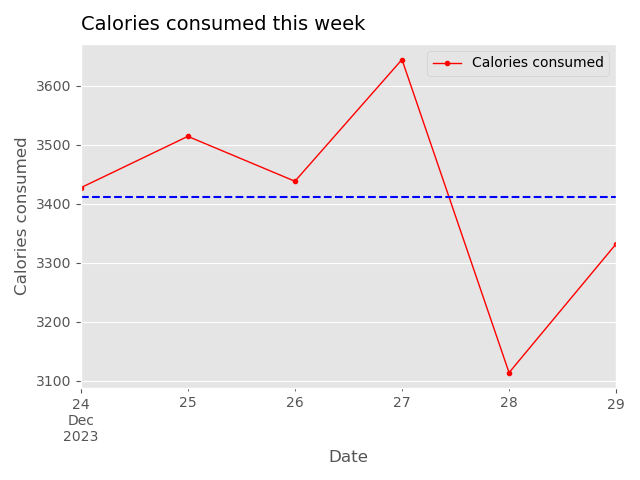 Calories consumed this week
Calories consumed
3600
3500
3400
3300
3200
3100
Calories consumed
24
Dec
2023
25
26
27
28
29
Date